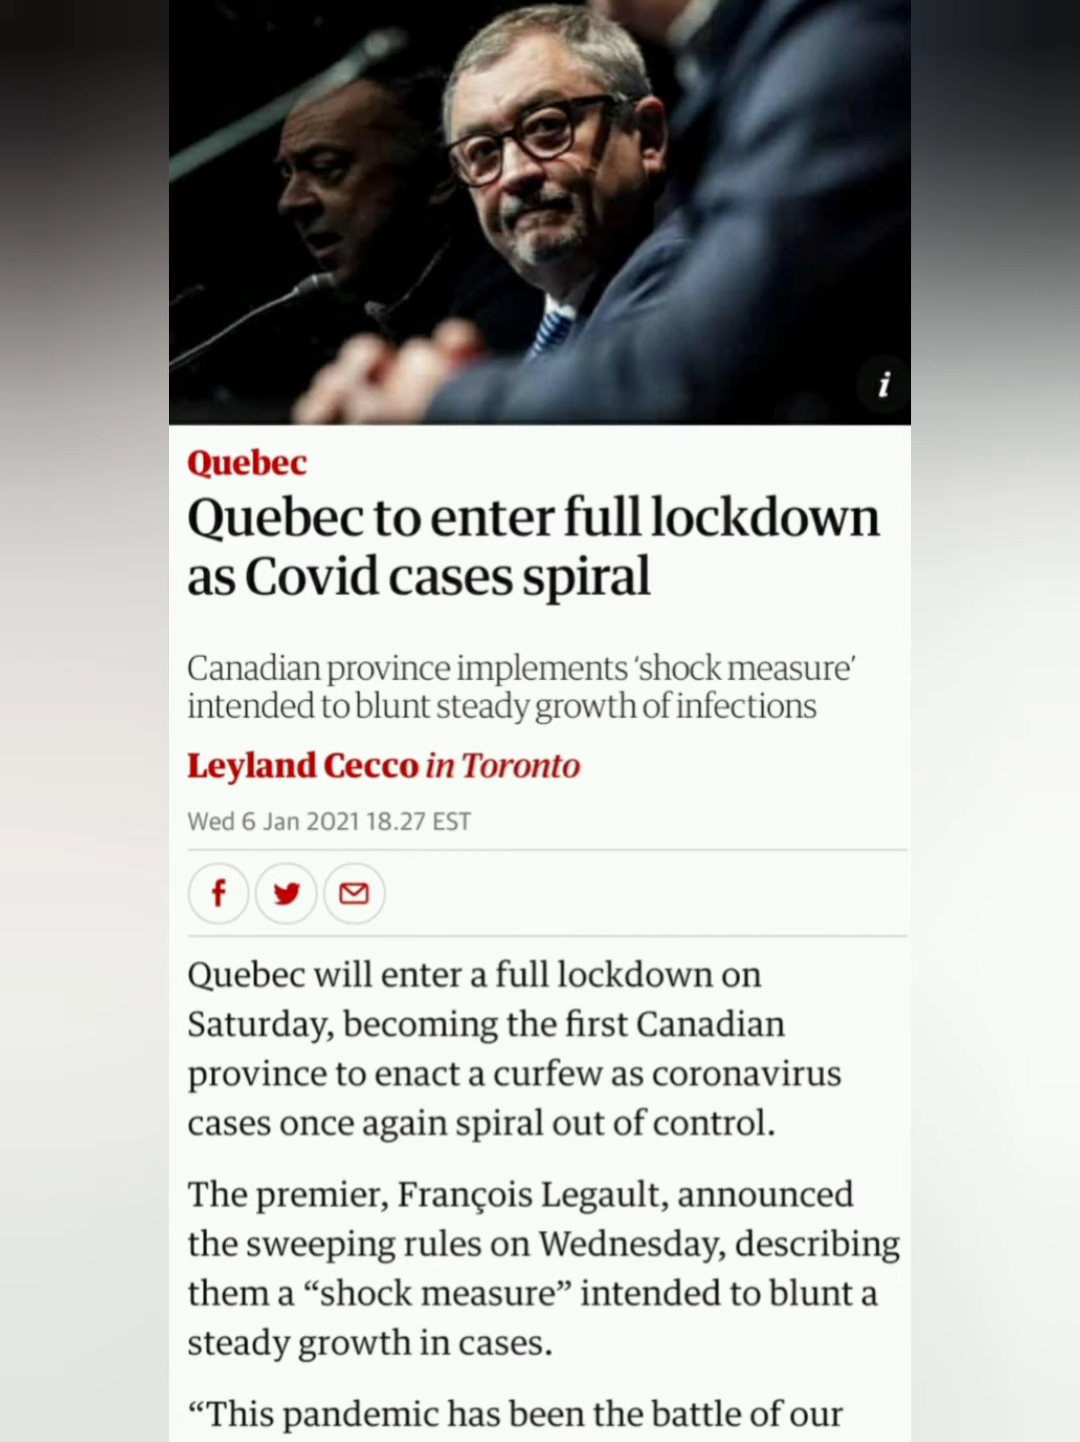 i
Quebec
Quebec to enter full lockdown
as Covid cases spiral
Canadian province implements ‘shock measure’
intended to blunt steady growth of infections
Leyland Cecco in Toronto
Wed 6 Jan 2021 18.27 EST
Quebec will enter a full lockdown on
Saturday, becoming the first Canadian
province to enact a curfew as coronavirus
cases once again spiral out of control.
The premier, François Legault, announced
the sweeping rules on Wednesday, describing
them a “shock measure” intended to blunt a
steady growth in cases.
“This pandemic has been the battle of our